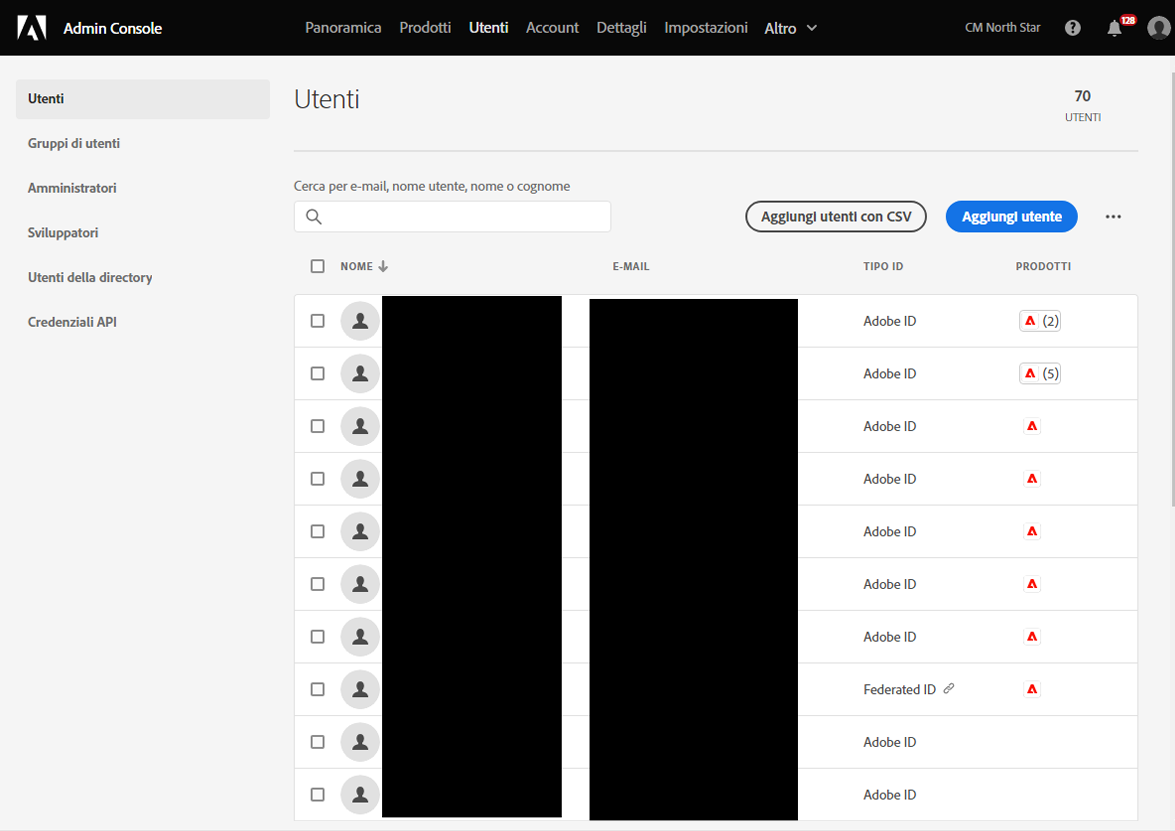 Admin Console
Panoramica Prodotti Utenti Account Dettagli Impostazioni Altro
CM North Star
128
Utenti
Gruppi di utenti
Amministratori
Sviluppatori
Utenti della directory
Credenziali API
Utenti
70
UTENTI
Cerca per e-mail, nome utente, nome o cognome
Aggiungi utenti con CSV
Aggiungi utente
NOME E-MAIL TIPO ID PRODOTTI
Adobe ID (2)
Adobe ID (5)
Adobe ID
Adobe ID
Adobe ID
Adobe ID
Adobe ID
Federated ID
Adobe ID
Adobe ID